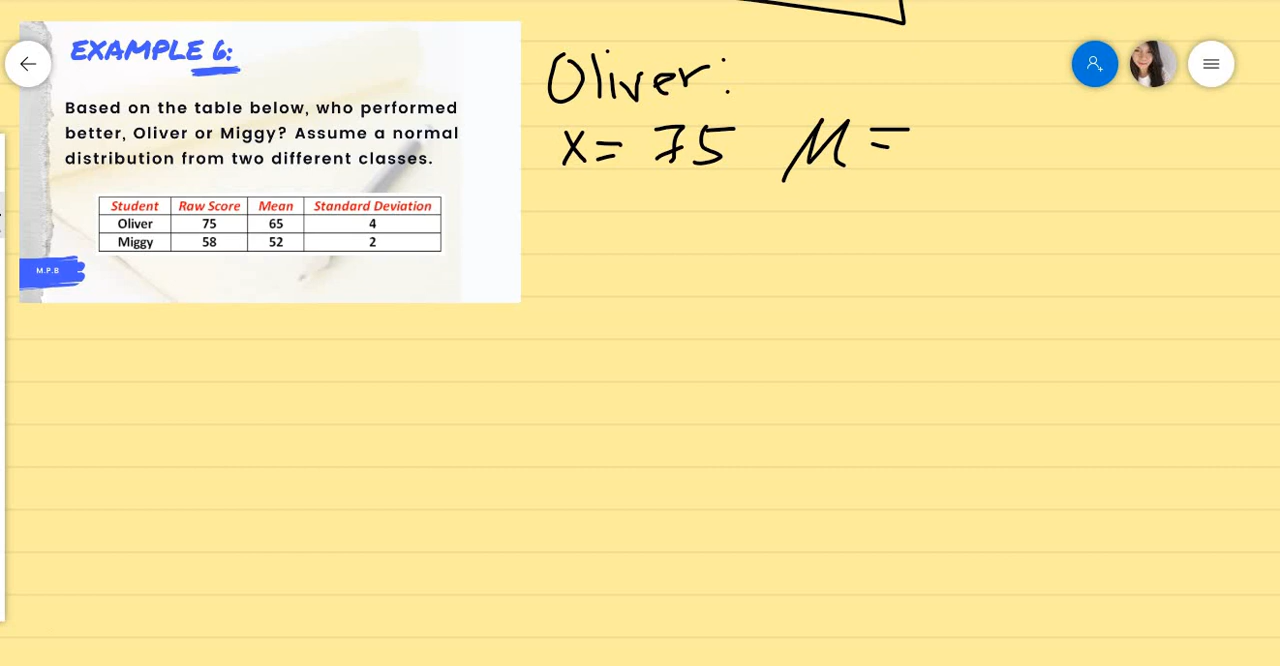 EXAMPLE 6:
Based on the table below, who performed
better, Oliver or Miggy? Assume a normal
distribution from two different classes.
Student Raw Score Mean Standard Deviation
Oliver 75 65 4
Miggy 58 52 2
M.P.B
Oliver:
x = 75 M =